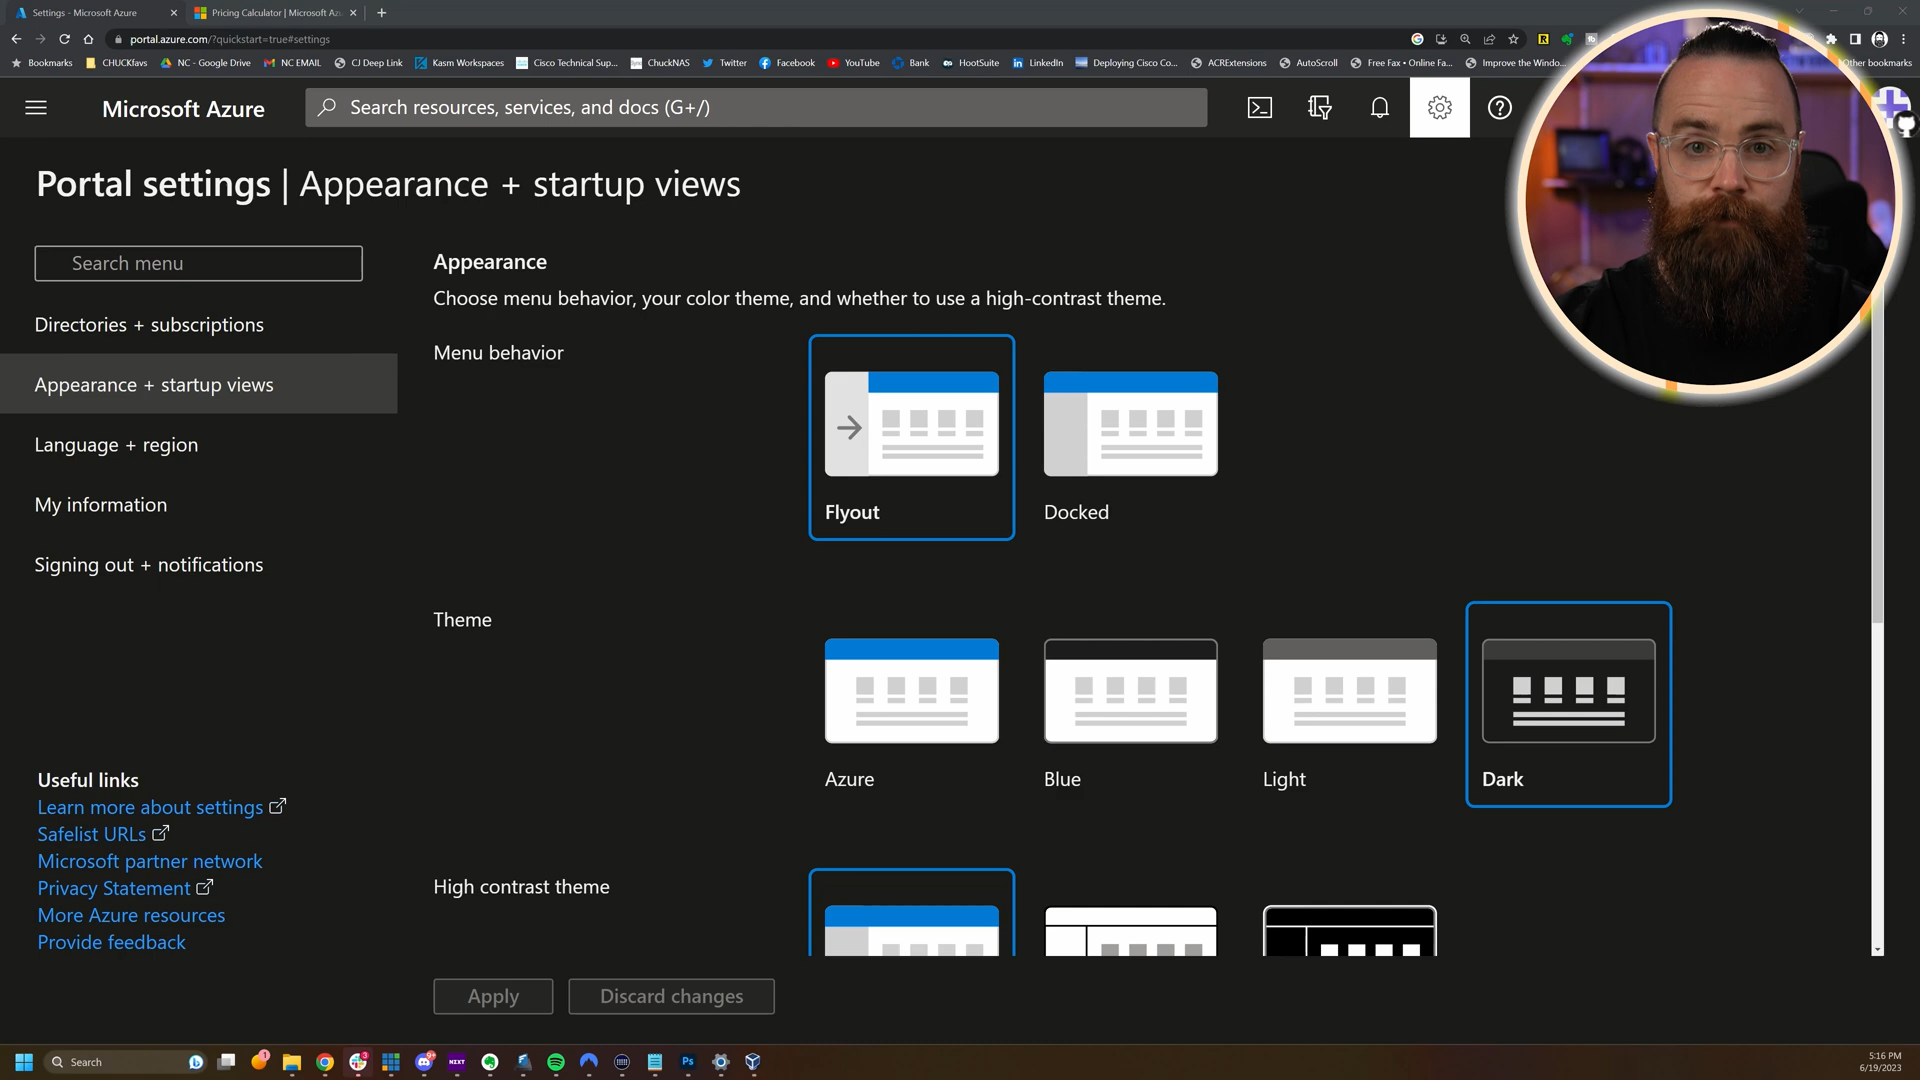 Settings - Microsoft Azure
Pricing Calculator | Microsoft Az
portal.azure.com/?quickstart=true#settings
Bookmarks
CHUCKfavs
NC - Google Drive
NC EMAIL
CJ Deep Link
Kasm Workspaces
Cisco Technical Sup...
ChuckNAS
Twitter
Facebook
YouTube
Bank
HootSuite
LinkedIn
Deploying Cisco Co...
ACRExtensions
AutoScroll
Free Fax • Online Fa...
Improve the Windo...
Other bookmarks
Microsoft Azure
Search resources, services, and docs (G+/)
Portal settings | Appearance + startup views
Search menu
Directories + subscriptions
Appearance + startup views
Language + region
My information
Signing out + notifications
Useful links
Learn more about settings
Safelist URLs
Microsoft partner network
Privacy Statement
More Azure resources
Provide feedback
Appearance
Choose menu behavior, your color theme, and whether to use a high-contrast theme.
Menu behavior
Flyout
Docked
Theme
Azure
Blue
Light
Dark
High contrast theme
Apply
Discard changes
Search
5:16 PM
6/19/2023